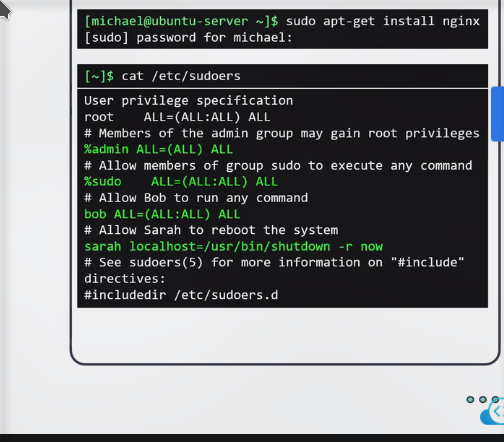 [michael@ubuntu-server ~]$ sudo apt-get install nginx
[sudo] password for michael:
[~]$ cat /etc/sudoers
User privilege specification
root    ALL=(ALL:ALL) ALL
# Members of the admin group may gain root privileges
%admin ALL=(ALL) ALL
# Allow members of group sudo to execute any command
%sudo    ALL=(ALL:ALL) ALL
# Allow Bob to run any command
bob ALL=(ALL:ALL) ALL
# Allow Sarah to reboot the system
sarah localhost=/usr/bin/shutdown -r now
# See sudoers(5) for more information on "#include"
directives:
#includedir /etc/sudoers.d